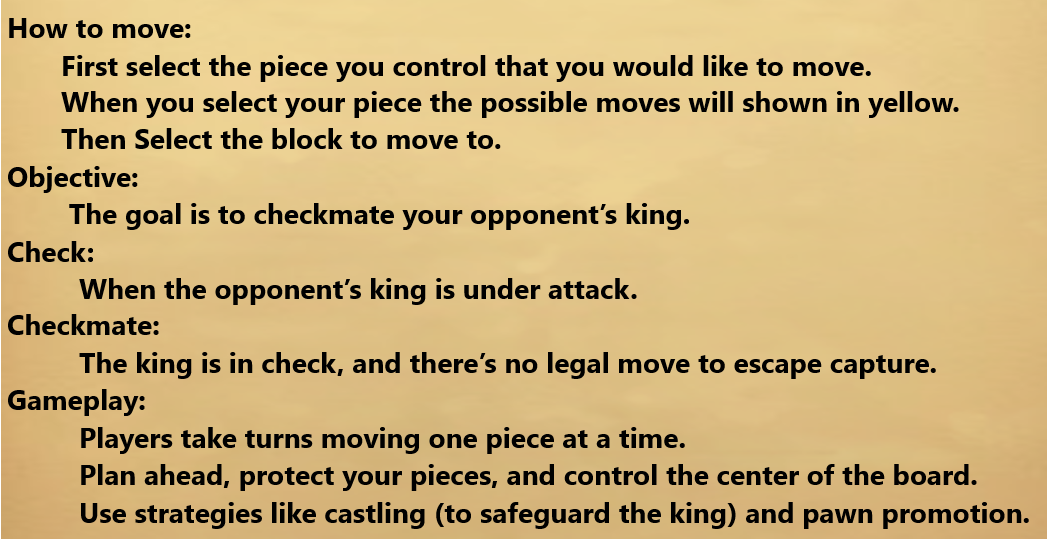 How to move:
First select the piece you control that you would like to move.
When you select your piece the possible moves will shown in yellow.
Then Select the block to move to.
Objective:
The goal is to checkmate your opponent’s king.
Check:
When the opponent’s king is under attack.
Checkmate:
The king is in check, and there’s no legal move to escape capture.
Gameplay:
Players take turns moving one piece at a time.
Plan ahead, protect your pieces, and control the center of the board.
Use strategies like castling (to safeguard the king) and pawn promotion.